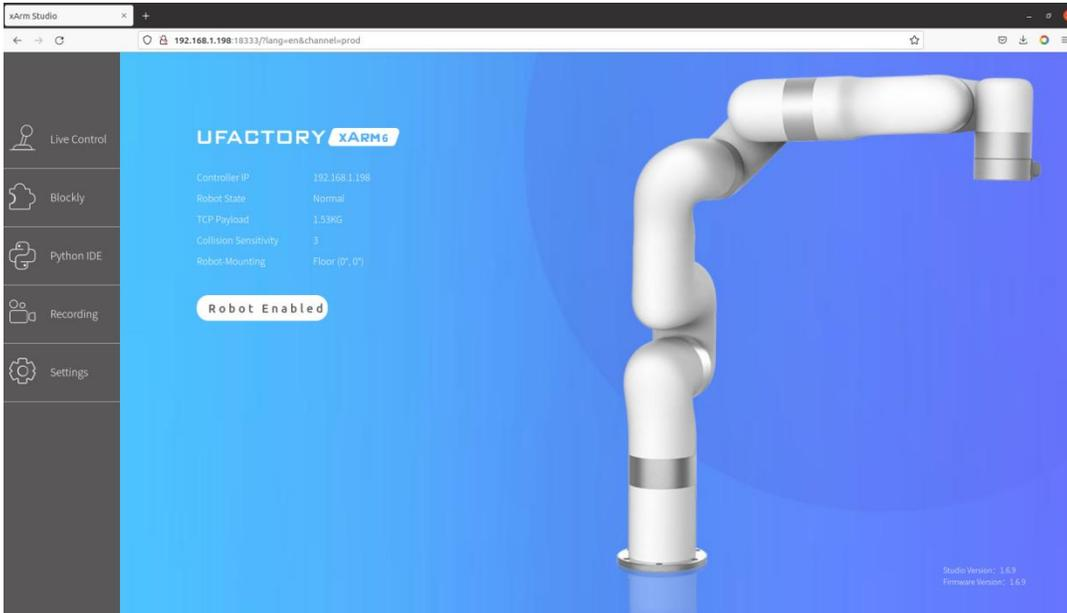 xArm Studio
192.168.1.198:18333/?lang=en&channel=prod
Live Control
Blockly
Python IDE
Recording
Settings
UFACTORY xARM6
Controller IP 192.168.1.198
Robot State Normal
TCP Payload 1.53KG
Collision Sensitivity 3
Robot-Mounting Floor (0°, 0°)
Robot Enabled
Studio Version: 1.6.9
Firmware Version: 1.6.9